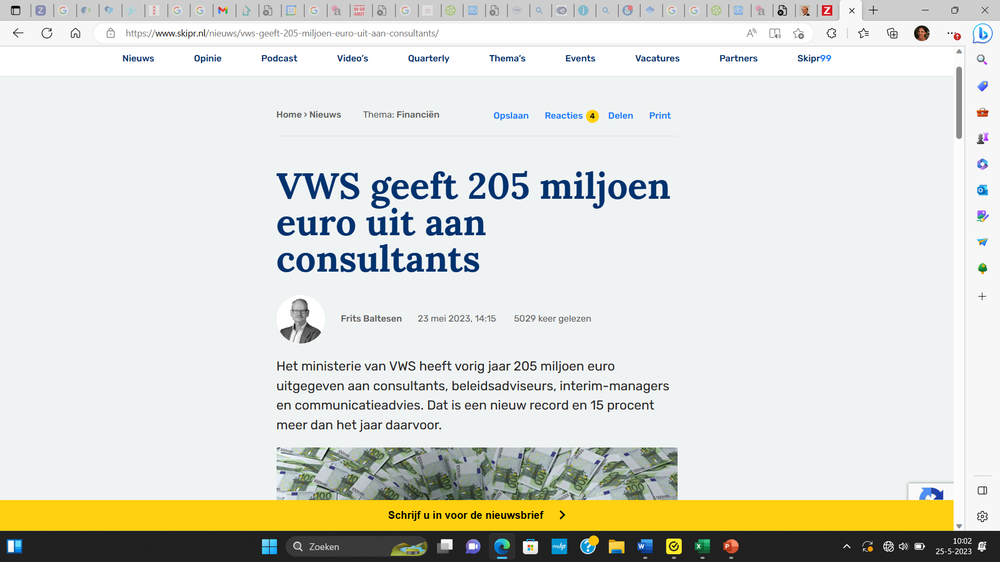 https://www.skipr.nl/nieuws/vws-geeft-205-miljoen-euro-uit-aan-consultants/
Nieuws Opinie Podcast Video's Quarterly Thema's Events Vacatures Partners Skipr99
Home › Nieuws Thema: Financiën Opslaan Reacties 4 Delen Print
VWS geeft 205 miljoen
euro uit aan
consultants
Frits Baltesen 23 mei 2023, 14:15 5029 keer gelezen
Het ministerie van VWS heeft vorig jaar 205 miljoen euro
uitgegeven aan consultants, beleidsadviseurs, interim-managers
en communicatieadvies. Dat is een nieuw record en 15 procent
meer dan het jaar daarvoor.
Schrijf u in voor de nieuwsbrief
Zoeken
10:02
25-5-2023